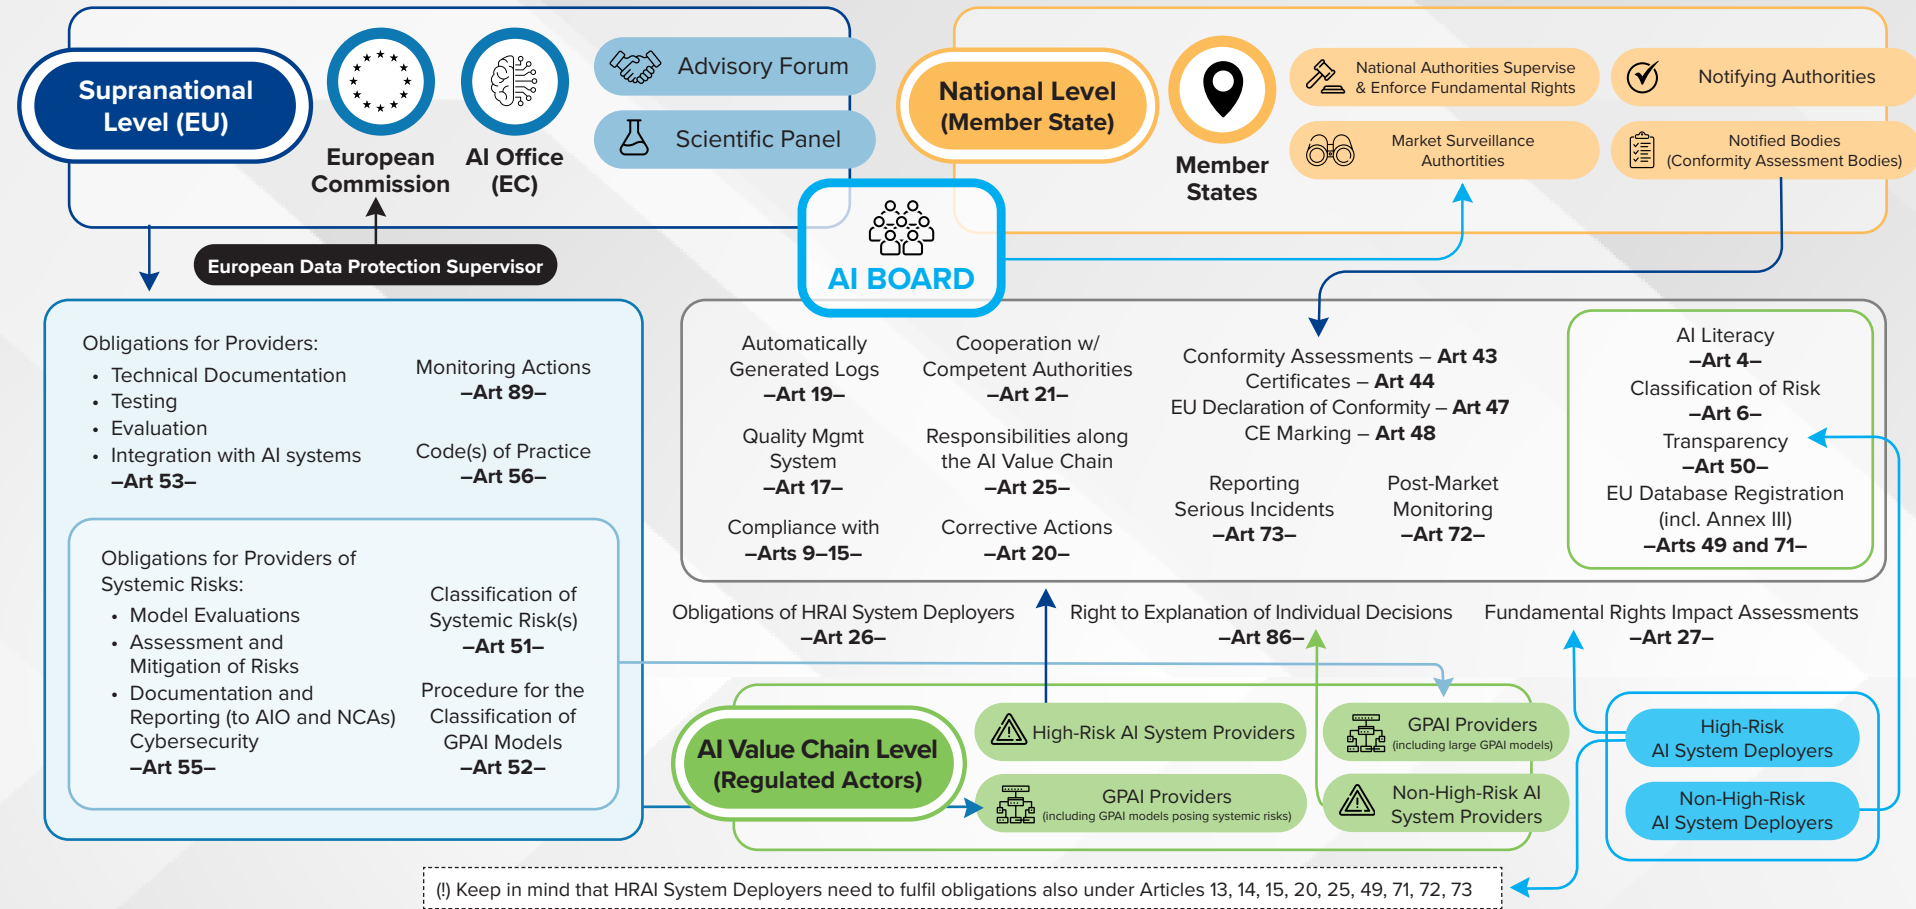 Supranational
Level (EU)
European
Commission
AI Office
(EC)
Advisory Forum
Scientific Panel
National Level
(Member State)
Member
States
National Authorities Supervise
& Enforce Fundamental Rights
Notifying Authorities
Market Surveillance
Authortities
Notified Bodies
(Conformity Assessment Bodies)
European Data Protection Supervisor
AI BOARD
Obligations for Providers:
• Technical Documentation
• Testing
• Evaluation
• Integration with AI systems
–Art 53–
Monitoring Actions
–Art 89–
Code(s) of Practice
–Art 56–
Obligations for Providers of
Systemic Risks:
• Model Evaluations
• Assessment and
Mitigation of Risks
• Documentation and
Reporting (to AIO and NCAs)
Cybersecurity
–Art 55–
Classification of
Systemic Risk(s)
–Art 51–
Procedure for the
Classification of
GPAI Models
–Art 52–
Automatically
Generated Logs
–Art 19–
Quality Mgmt
System
–Art 17–
Compliance with
–Arts 9–15–
Cooperation w/
Competent Authorities
–Art 21–
Responsibilities along
the AI Value Chain
–Art 25–
Corrective Actions
–Art 20–
Conformity Assessments – Art 43
Certificates – Art 44
EU Declaration of Conformity – Art 47
CE Marking – Art 48
Reporting
Serious Incidents
–Art 73–
Post-Market
Monitoring
–Art 72–
AI Literacy
–Art 4–
Classification of Risk
–Art 6–
Transparency
–Art 50–
EU Database Registration
(incl. Annex III)
–Arts 49 and 71–
Obligations of HRAI System Deployers
–Art 26–
Right to Explanation of Individual Decisions
–Art 86–
Fundamental Rights Impact Assessments
–Art 27–
AI Value Chain Level
(Regulated Actors)
High-Risk AI System Providers
GPAI Providers
(including large GPAI models)
GPAI Providers
(including GPAI models posing systemic risks)
Non-High-Risk AI
System Providers
High-Risk
AI System Deployers
Non-High-Risk
AI System Deployers
(!) Keep in mind that HRAI System Deployers need to fulfil obligations also under Articles 13, 14, 15, 20, 25, 49, 71, 72, 73